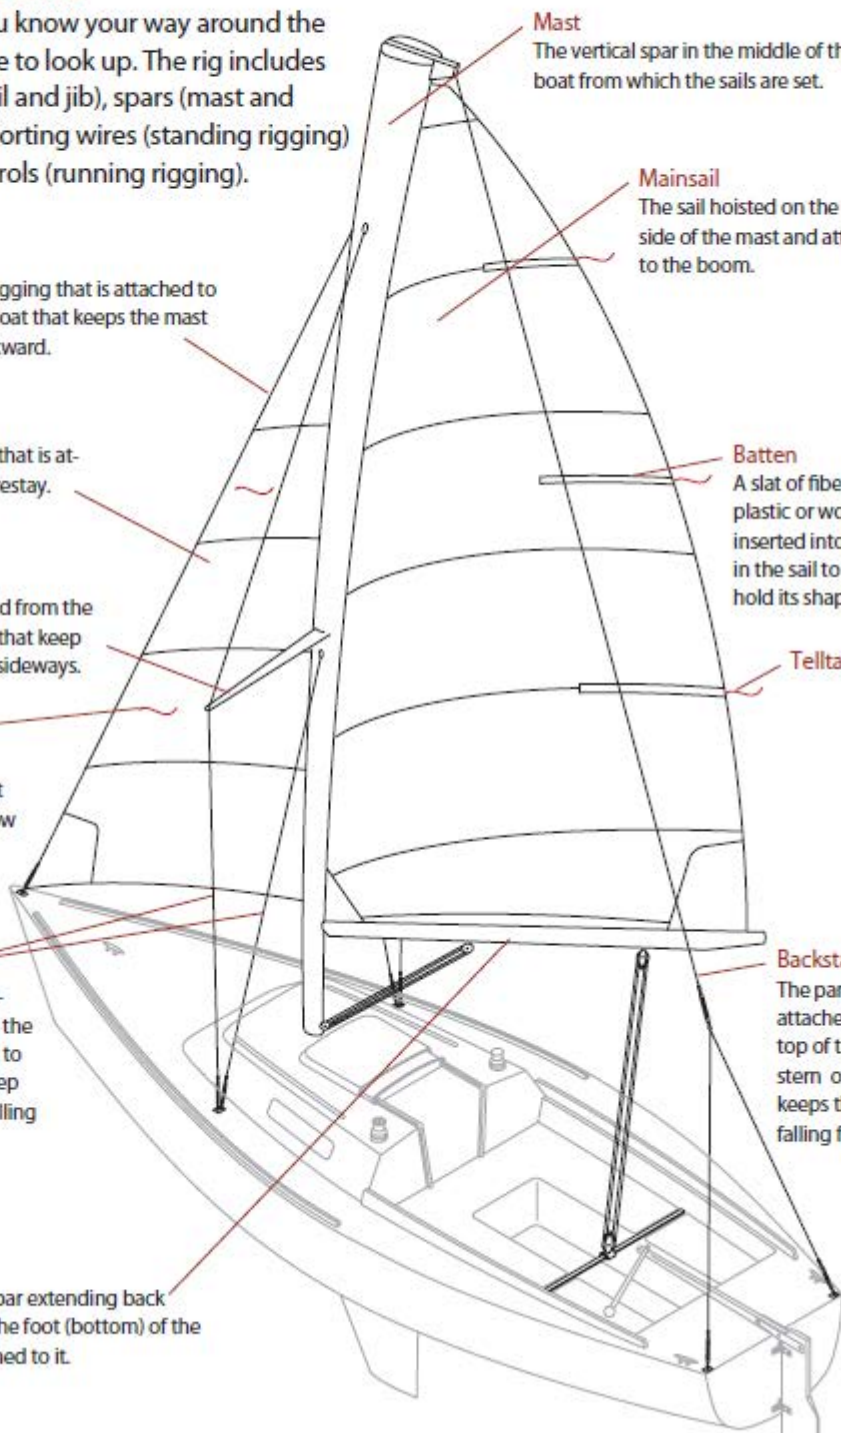 u know your way around the
e to look up. The rig includes
il and jib), spars (mast and
orting wires (standing rigging)
rols (running rigging).
Mast
The vertical spar in the middle of th
boat from which the sails are set.
Mainsail
The sail hoisted on the
side of the mast and att
to the boom.
gging that is attached to
oat that keeps the mast
ward.
that is at-
estay.
Batten
A slat of fibe
plastic or wo
inserted into
in the sail to
hold its shap
d from the
that keep
sideways.
Tellta
t
ow
-
the
to
ep
lling
Backsta
The par
attache
top of t
stern o
keeps t
falling f
par extending back
he foot (bottom) of the
ned to it.